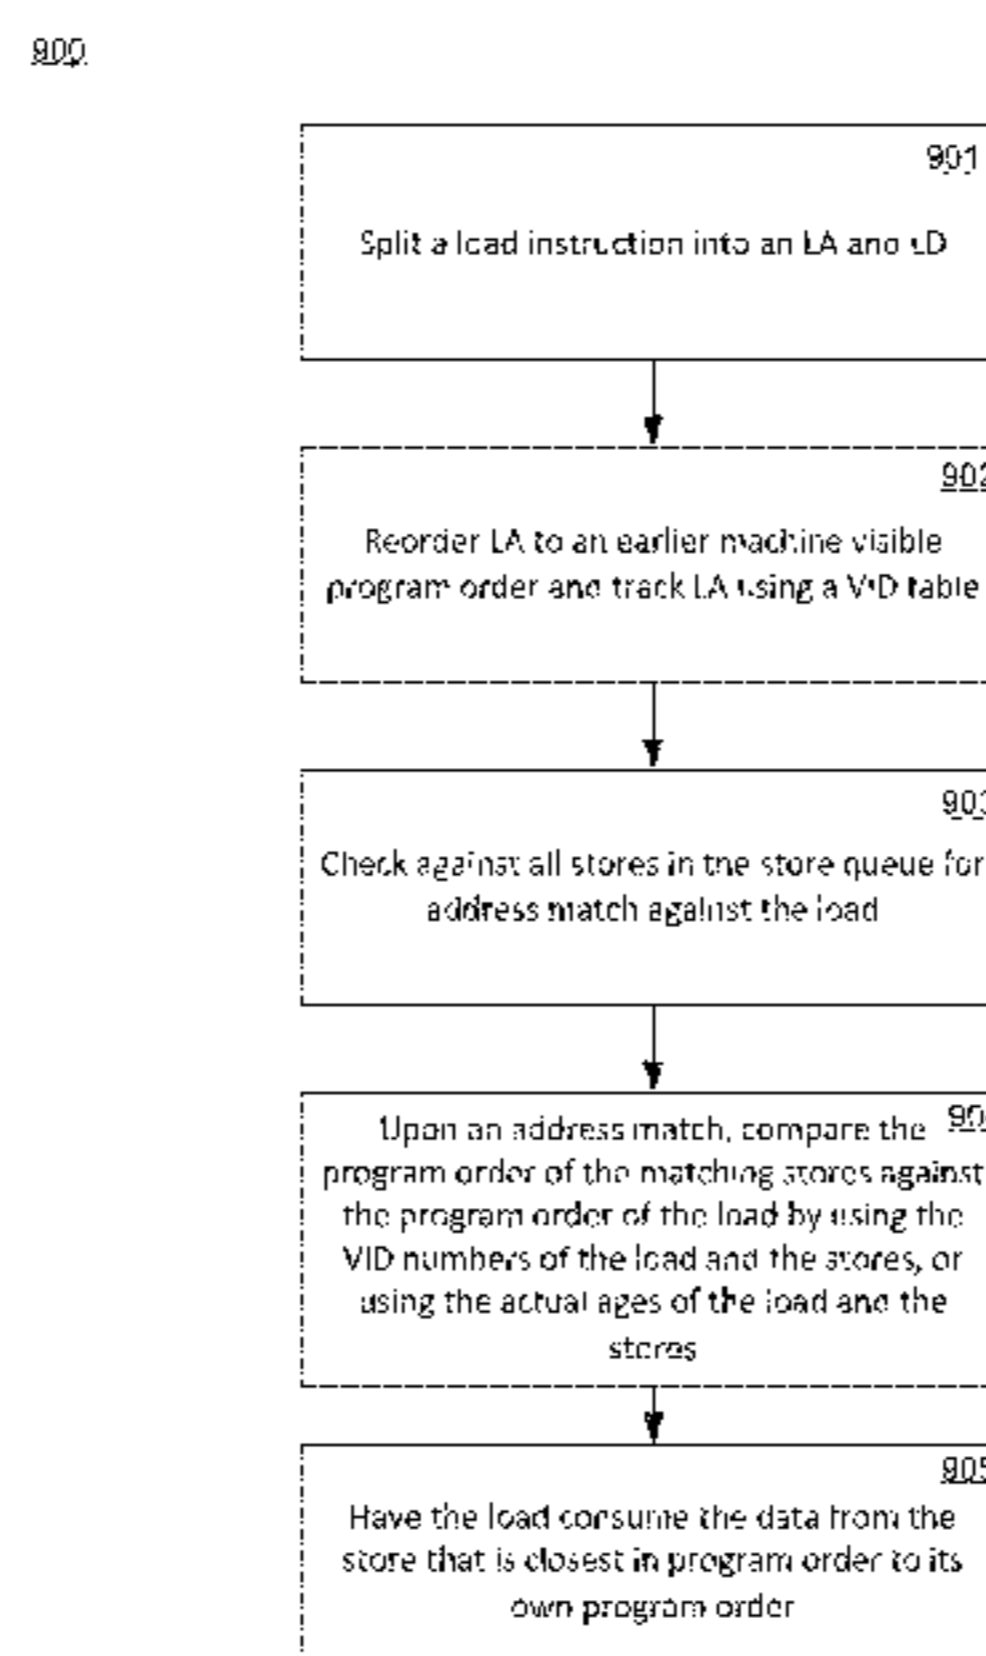 900
901
Split a load instruction into an LA and LD
902
Reorder LA to an earlier machine visible
program order and track LA using a VID table
903
Check against all stores in the store queue for
address match against the load
90
Upon an address match, compare the
program order of the matching stores against
the program order of the load by using the
VID numbers of the load and the stores, or
using the actual ages of the load and the
stores
905
Have the load consume the data from the
store that is closest in program order to its
own program order